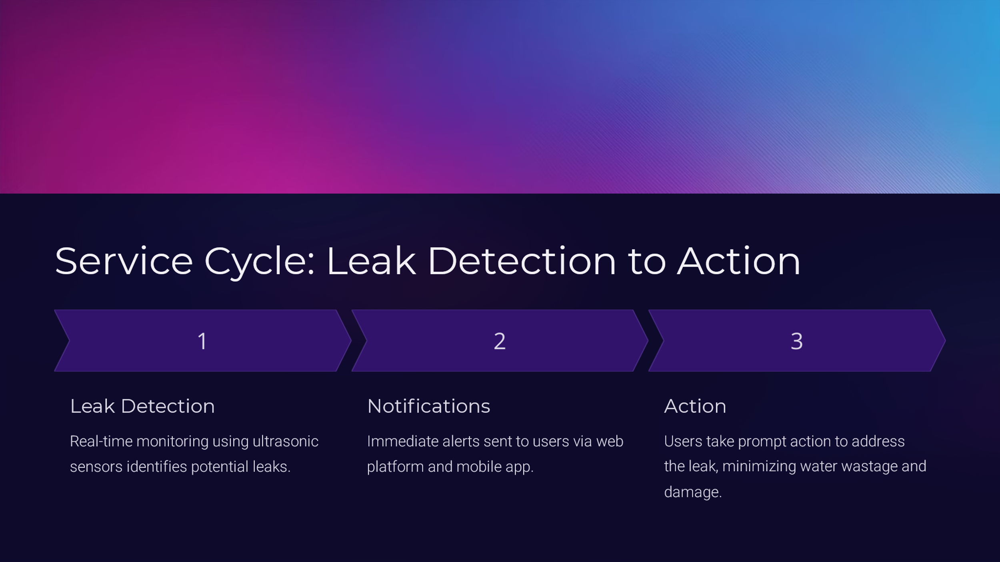 Service Cycle: Leak Detection to Action
1
2
3
Leak Detection
Real-time monitoring using ultrasonic
sensors identifies potential leaks.
Notifications
Immediate alerts sent to users via web
platform and mobile app.
Action
Users take prompt action to address
the leak, minimizing water wastage and
damage.